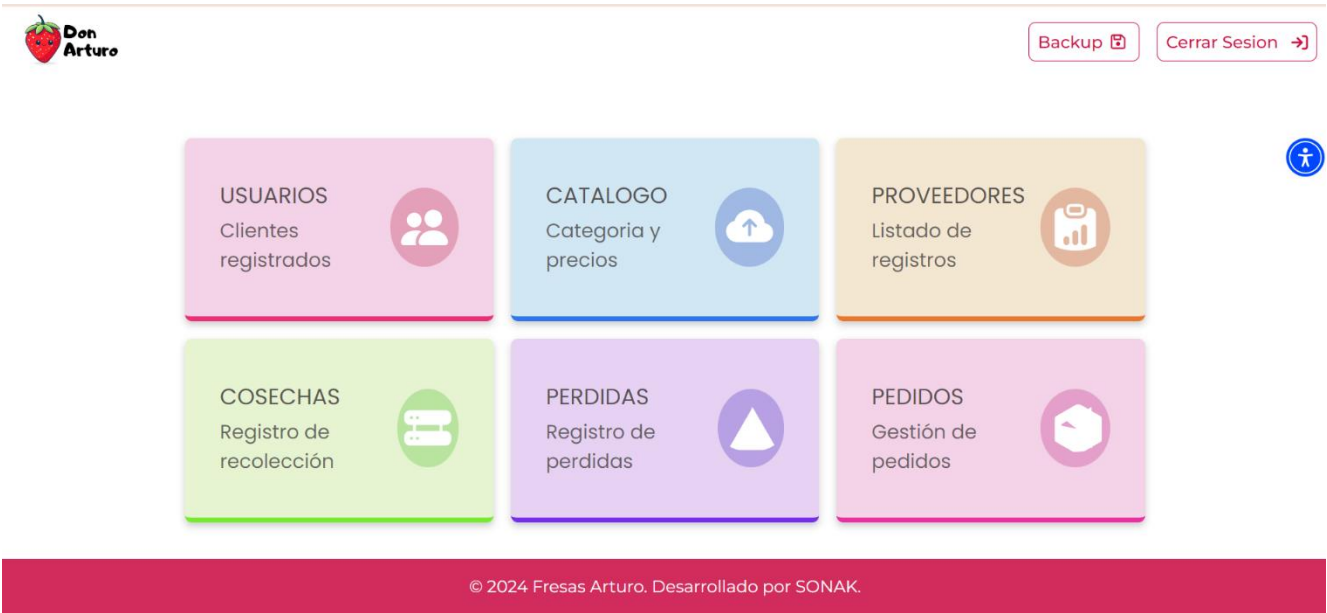 Don
Arturo
Backup
Cerrar Sesion
USUARIOS
Clientes
registrados
CATALOGO
Categoria y
precios
PROVEEDORES
Listado de
registros
COSECHAS
Registro de
recolección
PERDIDAS
Registro de
perdidas
PEDIDOS
Gestión de
pedidos
© 2024 Fresas Arturo. Desarrollado por SONAK.